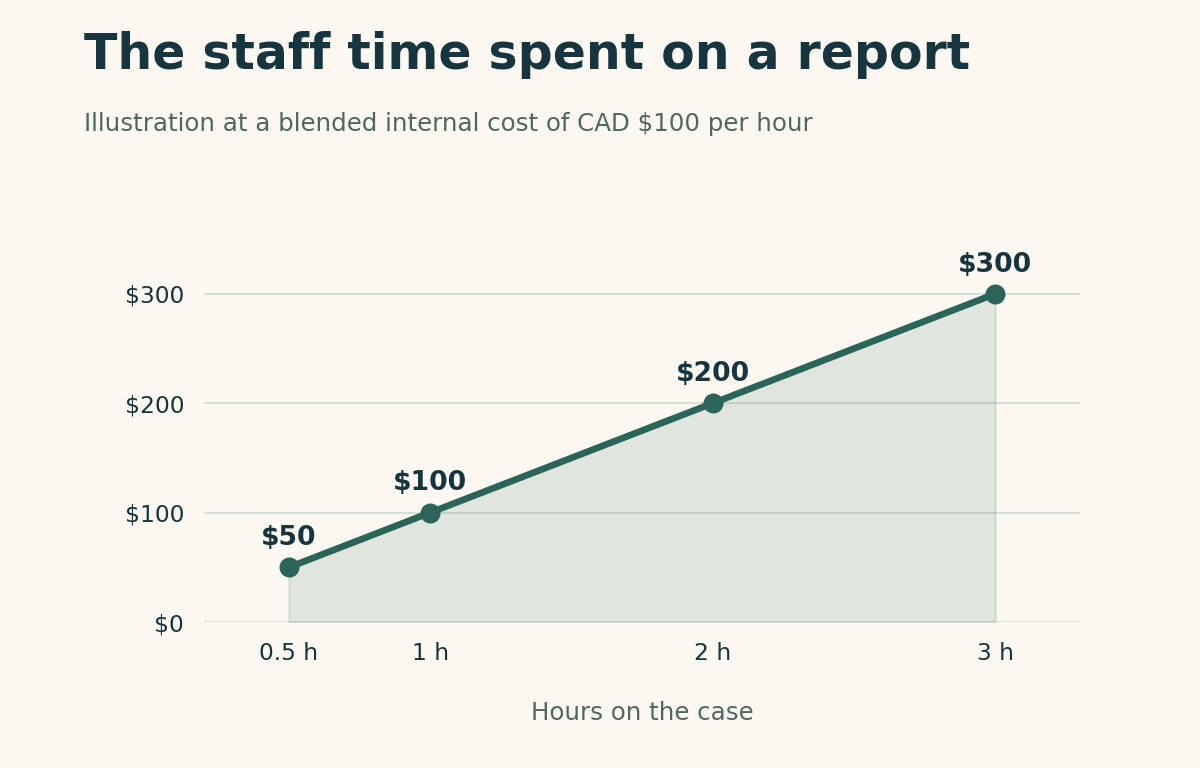 The staff time spent on a report
Illustration at a blended internal cost of CAD $100 per hour
$300
$300
$200
$200
$100
$100
$50
$0
0.5 h 1 h 2 h 3 h
Hours on the case